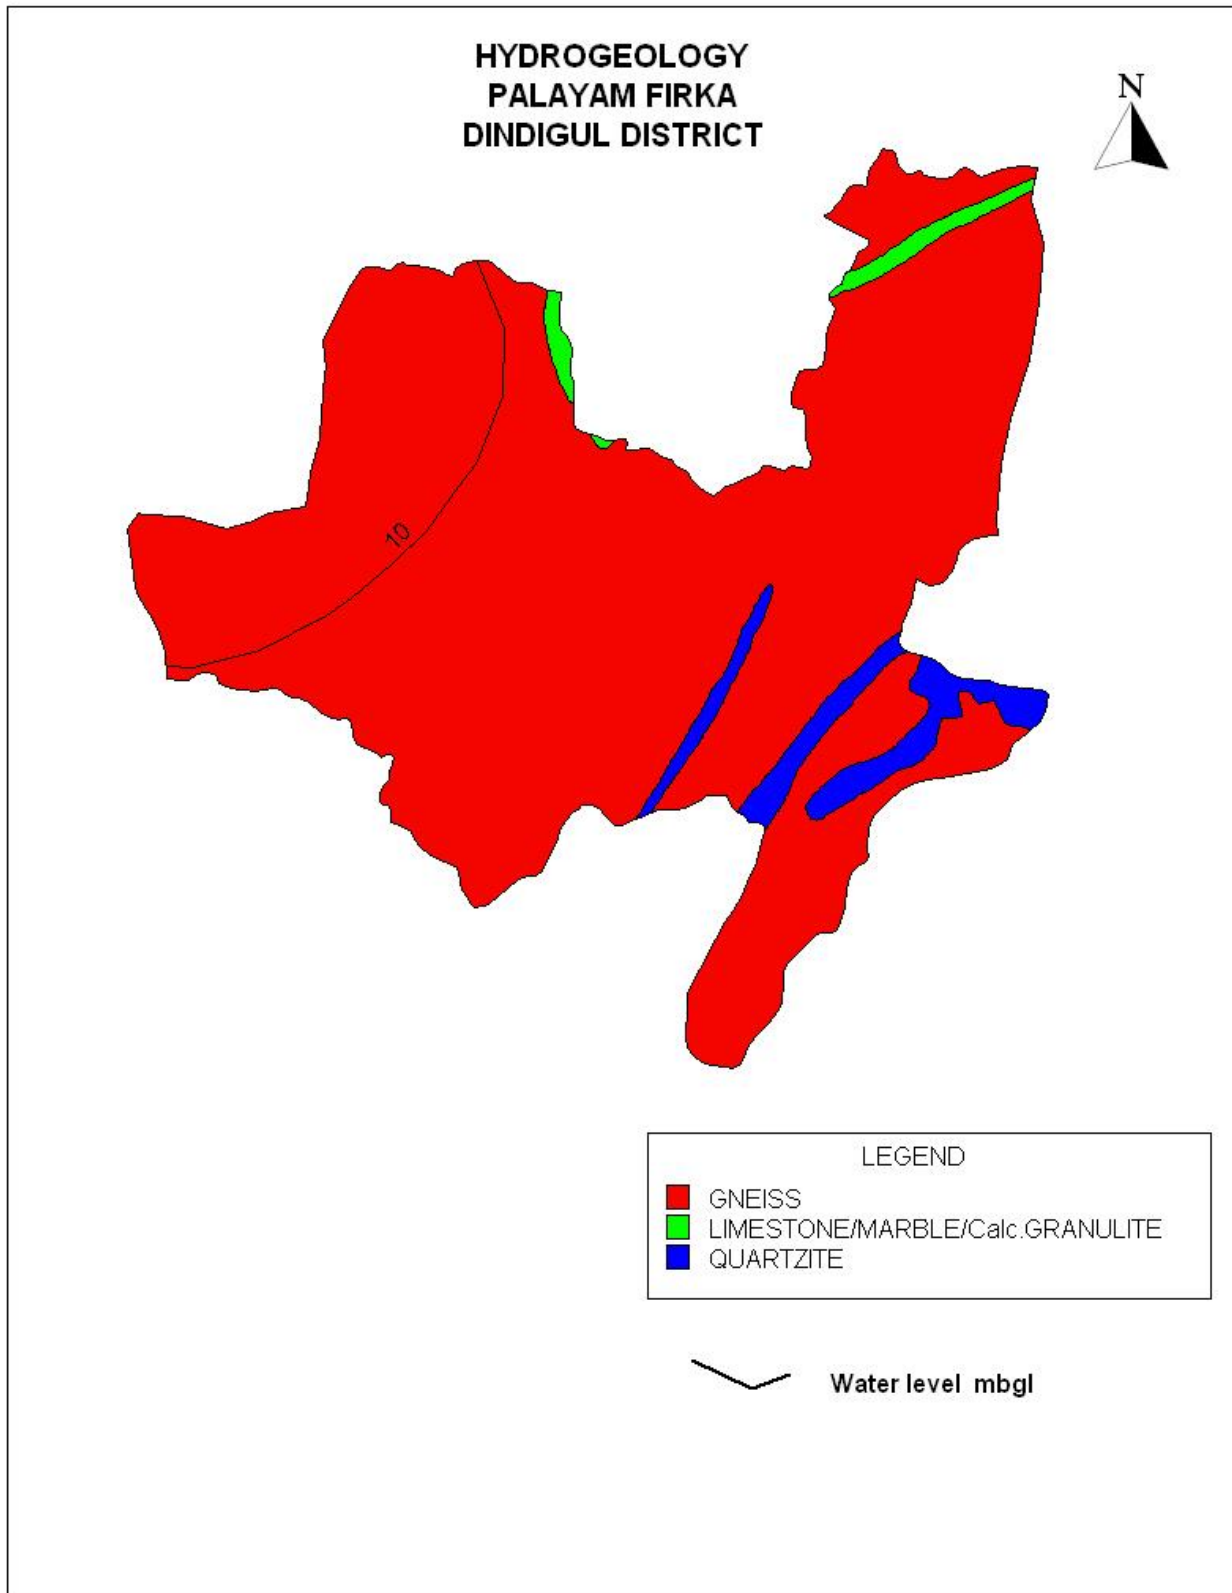 HYDROGEOLOGY
PALAYAM FIRKA
DINDIGUL DISTRICT
N
10
LEGEND
GNEISS
LIMESTONE/MARBLE/Calc.GRANULITE
QUARTZITE
Water level mbgl